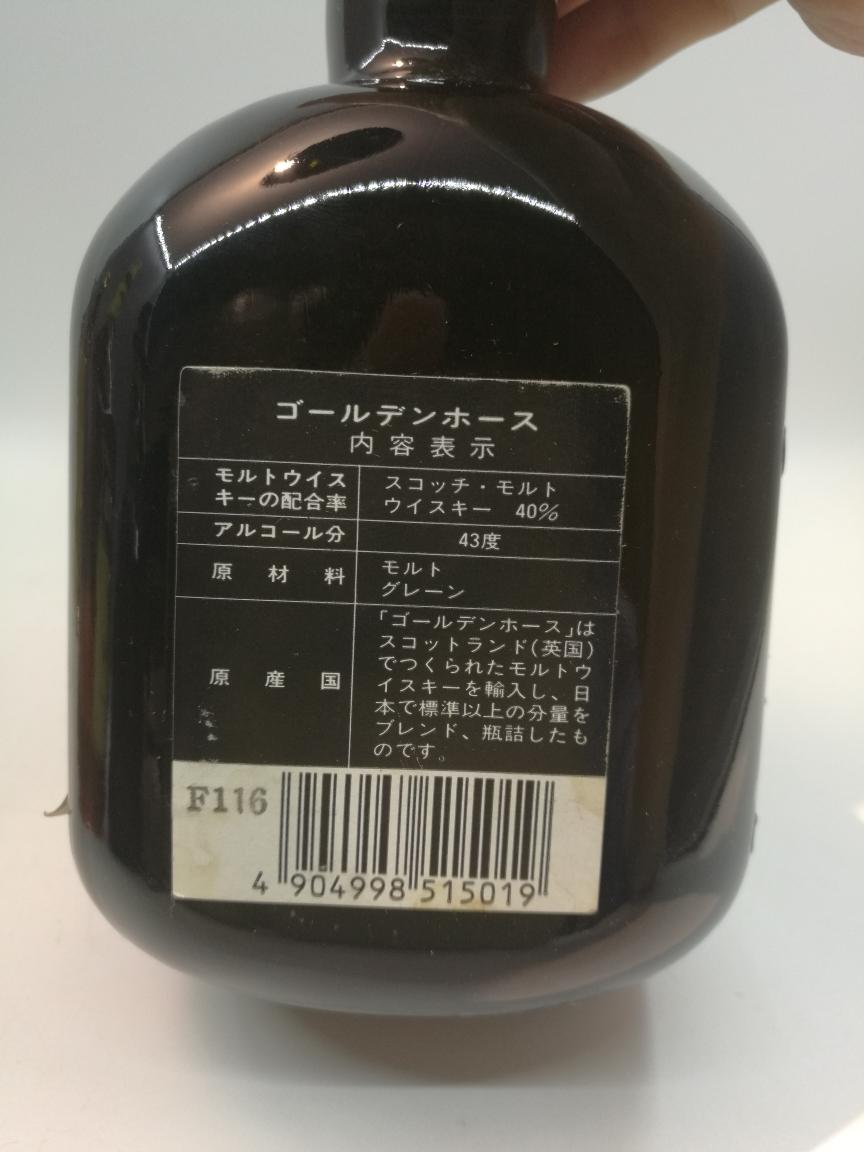 ゴールデンホース
内容表示
モルトウイス
キーの配合率
スコッチ・モルト
ウイスキー 40%
アルコール分
43度
原材料
モルト
グレーン
原産国
「ゴールデンホース」は
スコットランド(英国)
でつくられたモルトウ
イスキーを輸入し、日
本で標準以上の分量を
ブレンド、瓶詰したも
のです。
F116
4 904998 515019